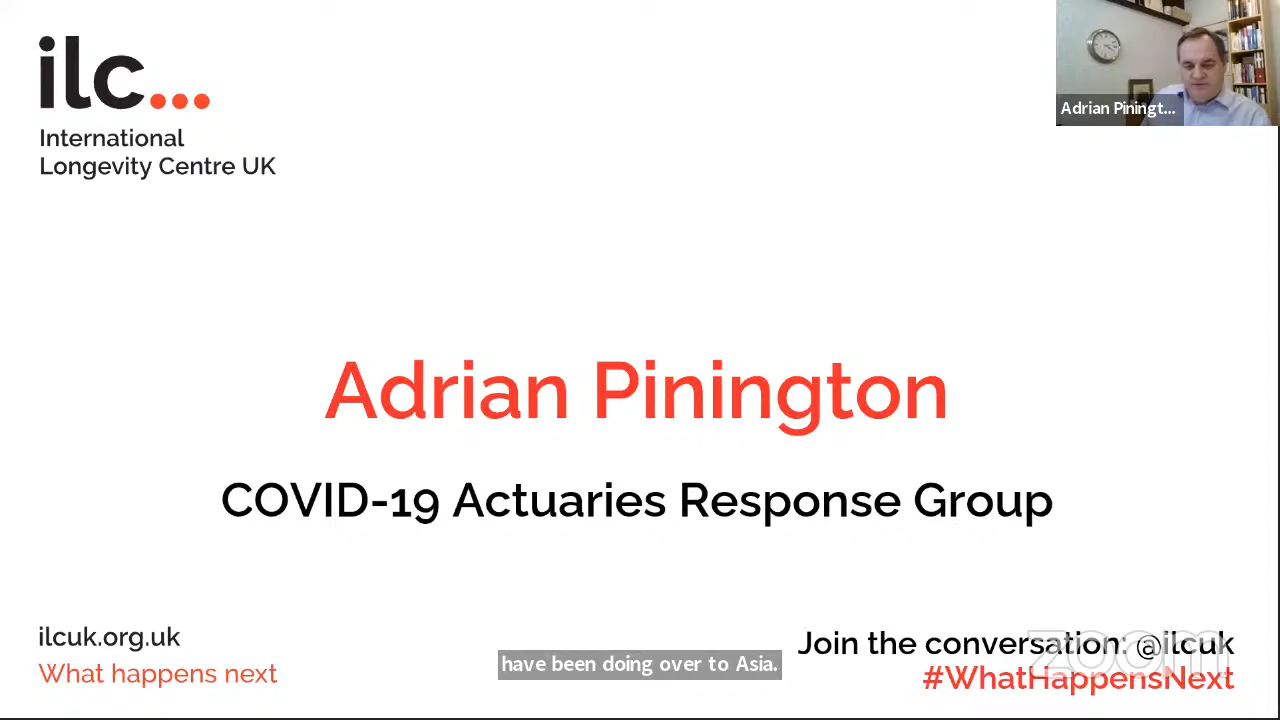 ilc...
International
Longevity Centre UK
Adrian Piningt...
Adrian Pinington
COVID-19 Actuaries Response Group
ilcuk.org.uk
What happens next
have been doing over to Asia.
Join the conversation: @ilcuk
#WhatHappensNext
zoom